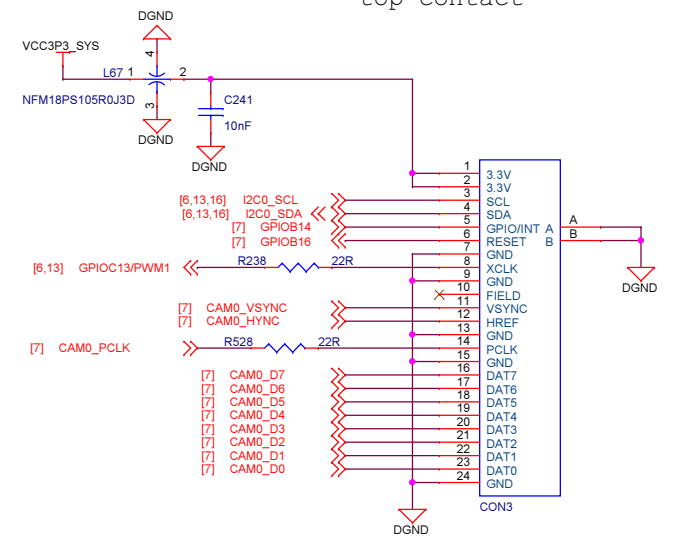 top contact
DGND
VCC3P3_SYS
4
L67 1 2
NFM18PS105R0J3D
3
C241
10nF
DGND
DGND
1 3.3V
2 3.3V
[6,13,16] I2C0_SCL 3 SCL
[6,13,16] I2C0_SDA 4 SDA
[7] GPIOB14 5 GPIO/INT A A
[7] GPIOB16 6 RESET B B
7 GND
[6,13] GPIOC13/PWM1 R238 22R 8 XCLK
9 GND
DGND
10 FIELD
[7] CAM0_VSYNC 11 VSYNC
[7] CAM0_HYNC 12 HREF
13 GND
[7] CAM0_PCLK R528 22R 14 PCLK
15 GND
[7] CAM0_D7 16 DAT7
[7] CAM0_D6 17 DAT6
[7] CAM0_D5 18 DAT5
[7] CAM0_D4 19 DAT4
[7] CAM0_D3 20 DAT3
[7] CAM0_D2 21 DAT2
[7] CAM0_D1 22 DAT1
[7] CAM0_D0 23 DAT0
24 GND
CON3
DGND